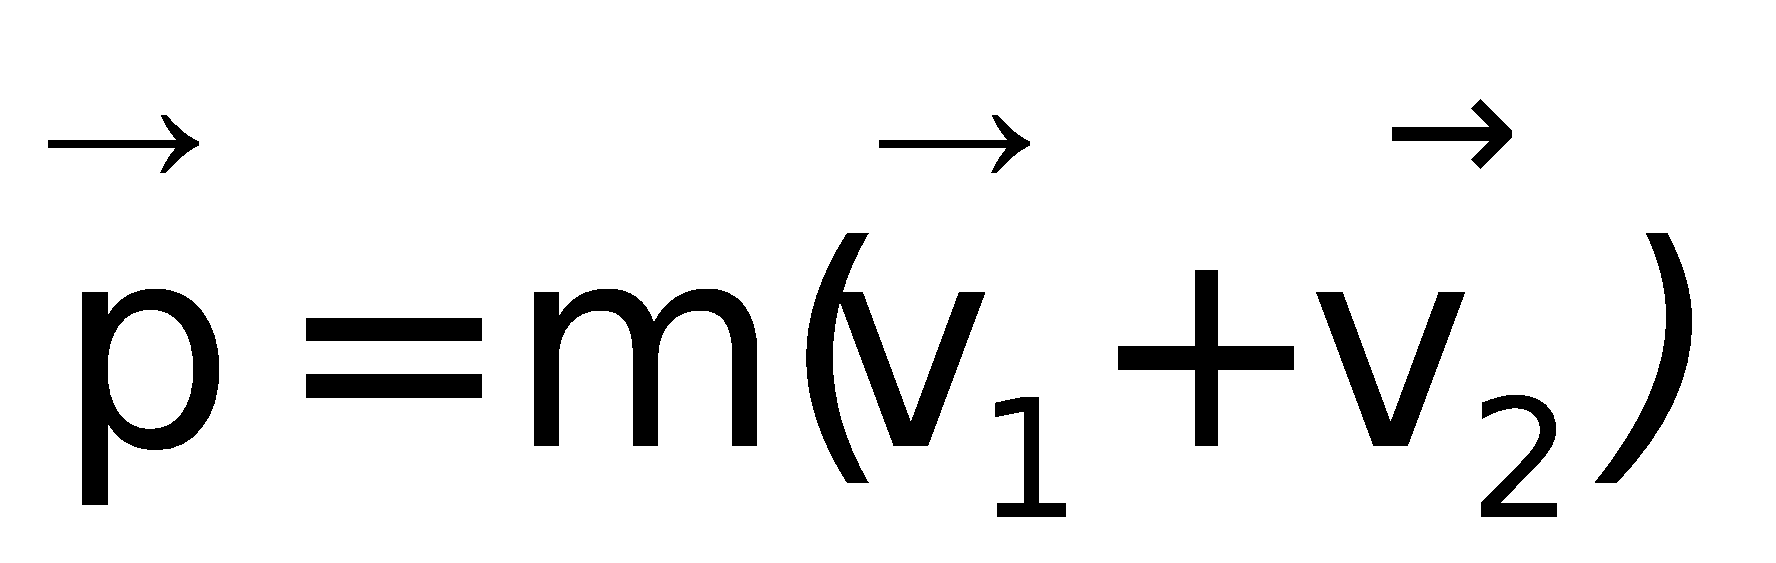 p⃗ = m(v⃗₁ + v⃗₂)